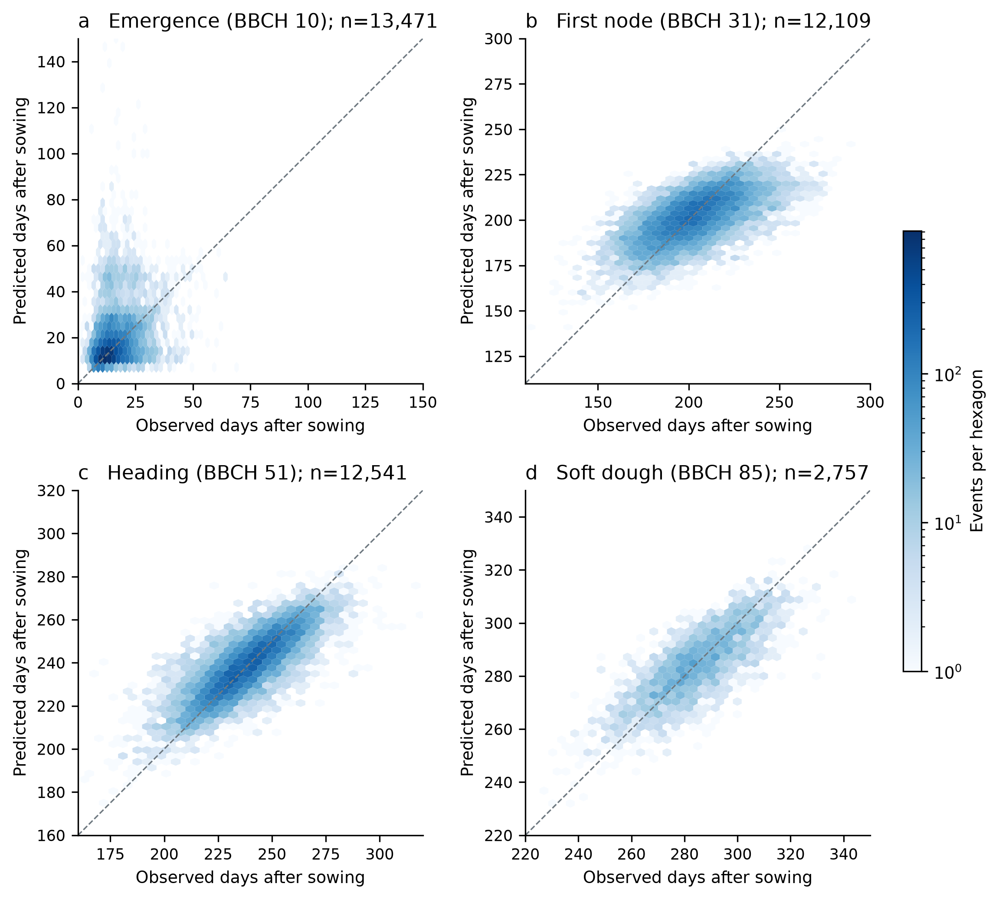 a Emergence (BBCH 10); n=13,471
140
120
100
80
60
40
20
0
Predicted days after sowing
0 25 50 75 100 125 150
Observed days after sowing
b First node (BBCH 31); n=12,109
300
275
250
225
200
175
150
125
Predicted days after sowing
150 200 250 300
Observed days after sowing
c Heading (BBCH 51); n=12,541
320
300
280
260
240
220
200
180
160
Predicted days after sowing
175 200 225 250 275 300
Observed days after sowing
d Soft dough (BBCH 85); n=2,757
340
320
300
280
260
240
220
Predicted days after sowing
220 240 260 280 300 320 340
Observed days after sowing
10²
10¹
10⁰
Events per hexagon